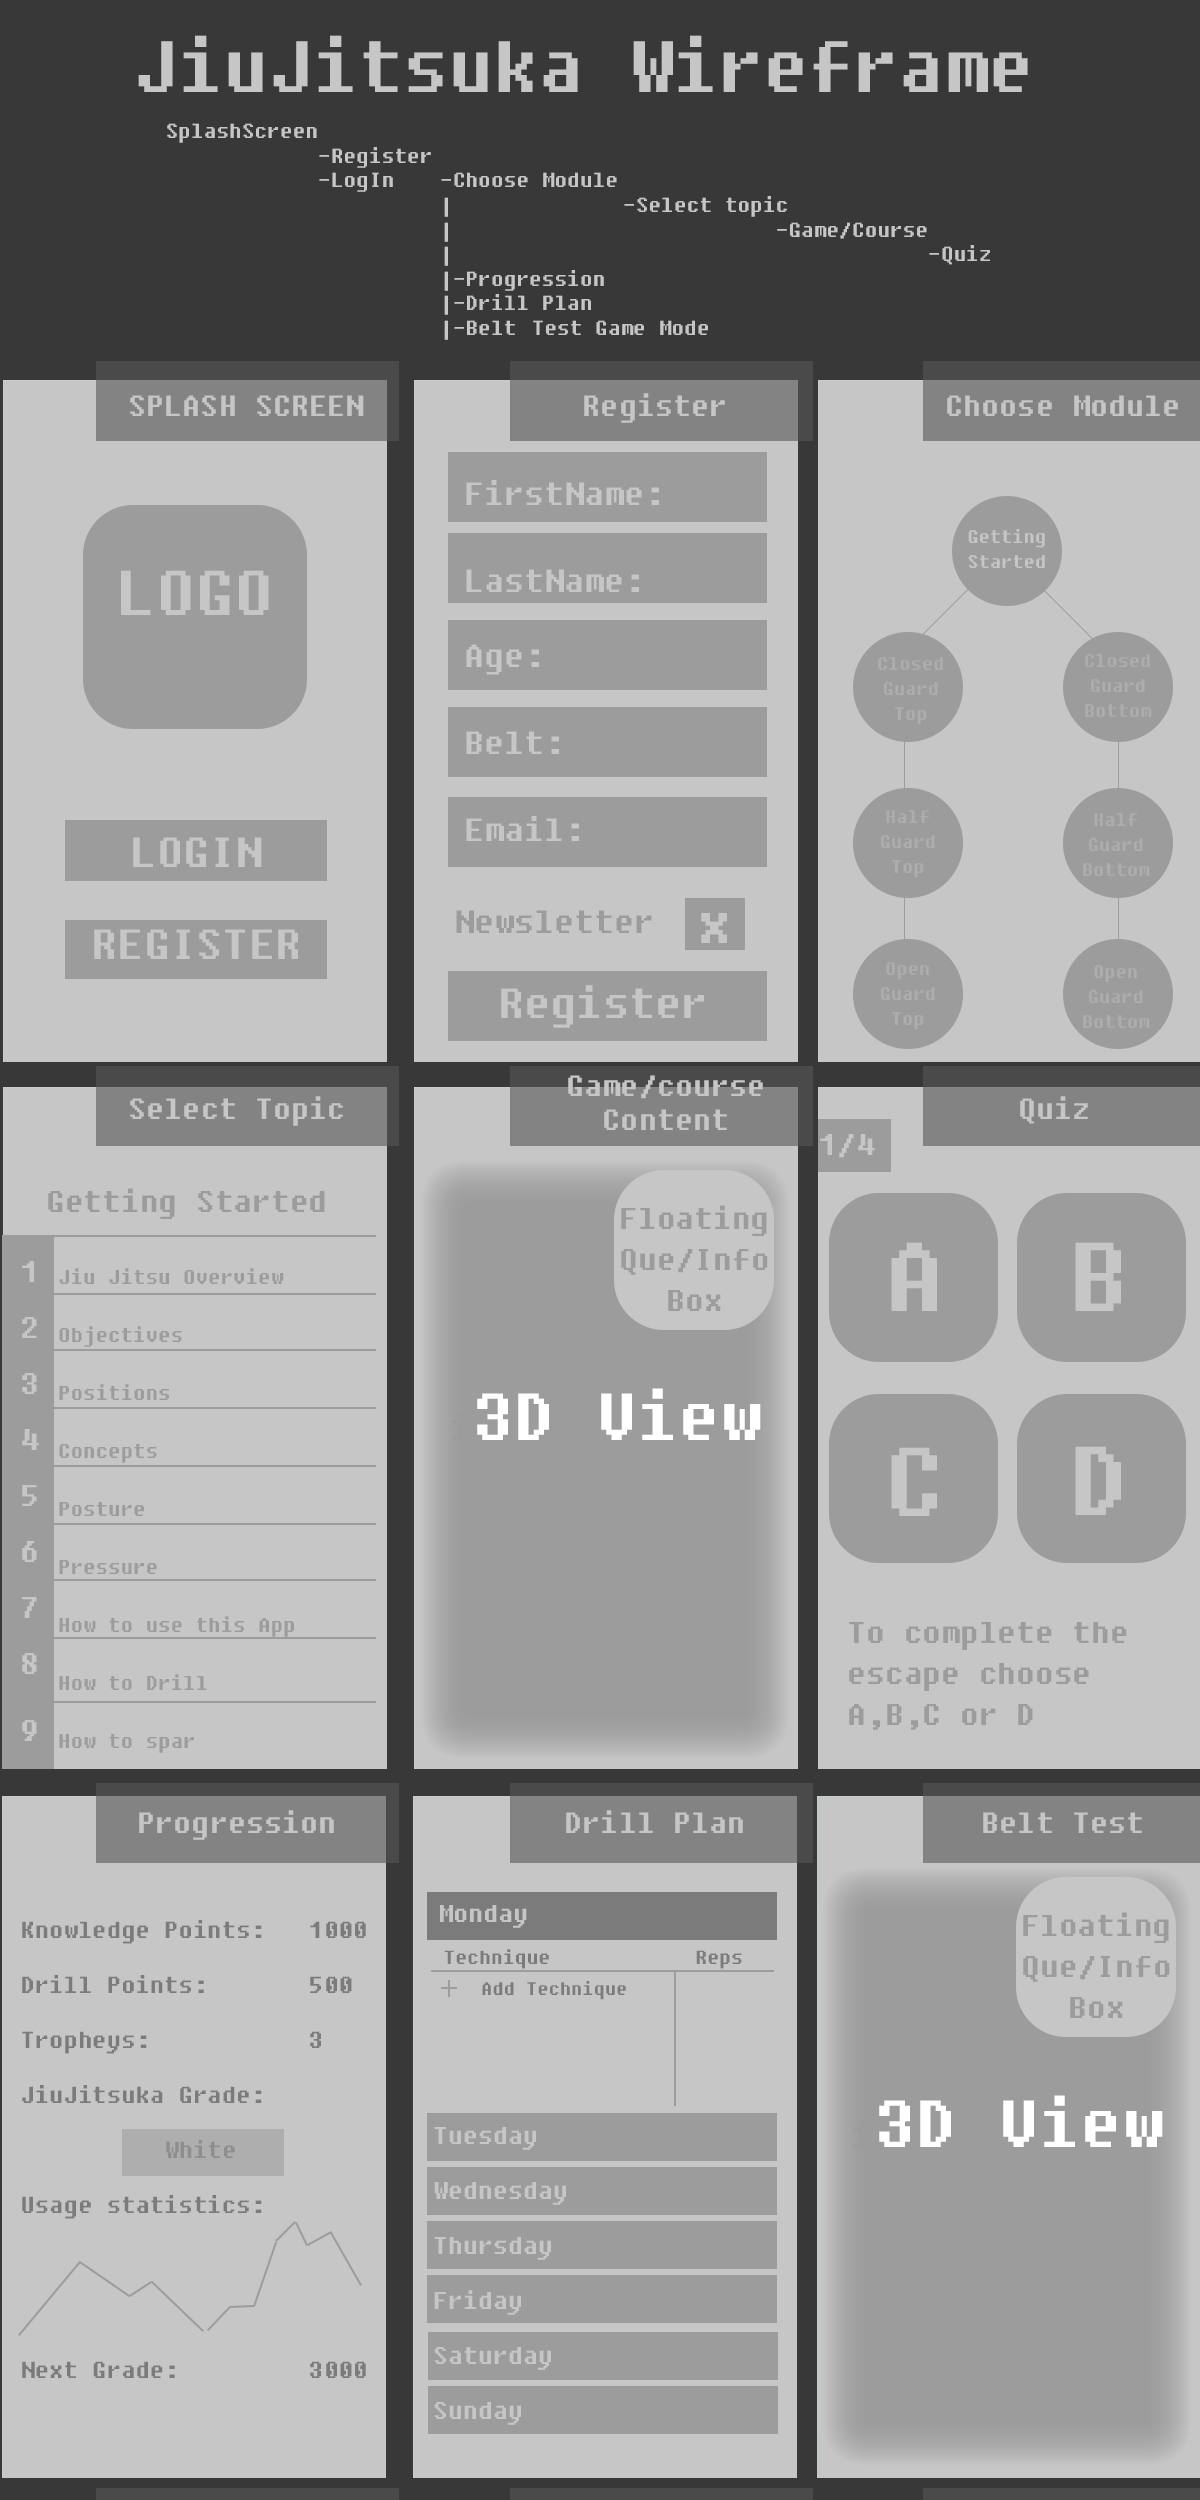 JiuJitsuka Wireframe
SplashScreen
-Register
-LogIn -Choose Module
| -Select topic
| -Game/Course
| -Quiz
|-Progression
|-Drill Plan
|-Belt Test Game Mode
SPLASH SCREEN
LOGO
LOGIN
REGISTER
Register
FirstName:
LastName:
Age:
Belt:
Email:
Newsletter X
Register
Choose Module
Getting
Started
Closed
Guard
Top
Closed
Guard
Bottom
Half
Guard
Top
Half
Guard
Bottom
Open
Guard
Top
Open
Guard
Bottom
Select Topic
Getting Started
1 Jiu Jitsu Overview
2 Objectives
3 Positions
4 Concepts
5 Posture
6 Pressure
7 How to use this App
8 How to Drill
9 How to spar
Game/course
Content
Floating
Que/Info
Box
3D View
Quiz
1/4
A B
C D
To complete the
escape choose
A,B,C or D
Progression
Knowledge Points: 1000
Drill Points: 500
Tropheys: 3
JiuJitsuka Grade:
White
Usage statistics:
Next Grade: 3000
Drill Plan
Monday
Technique Reps
+ Add Technique
Tuesday
Wednesday
Thursday
Friday
Saturday
Sunday
Belt Test
Floating
Que/Info
Box
3D View